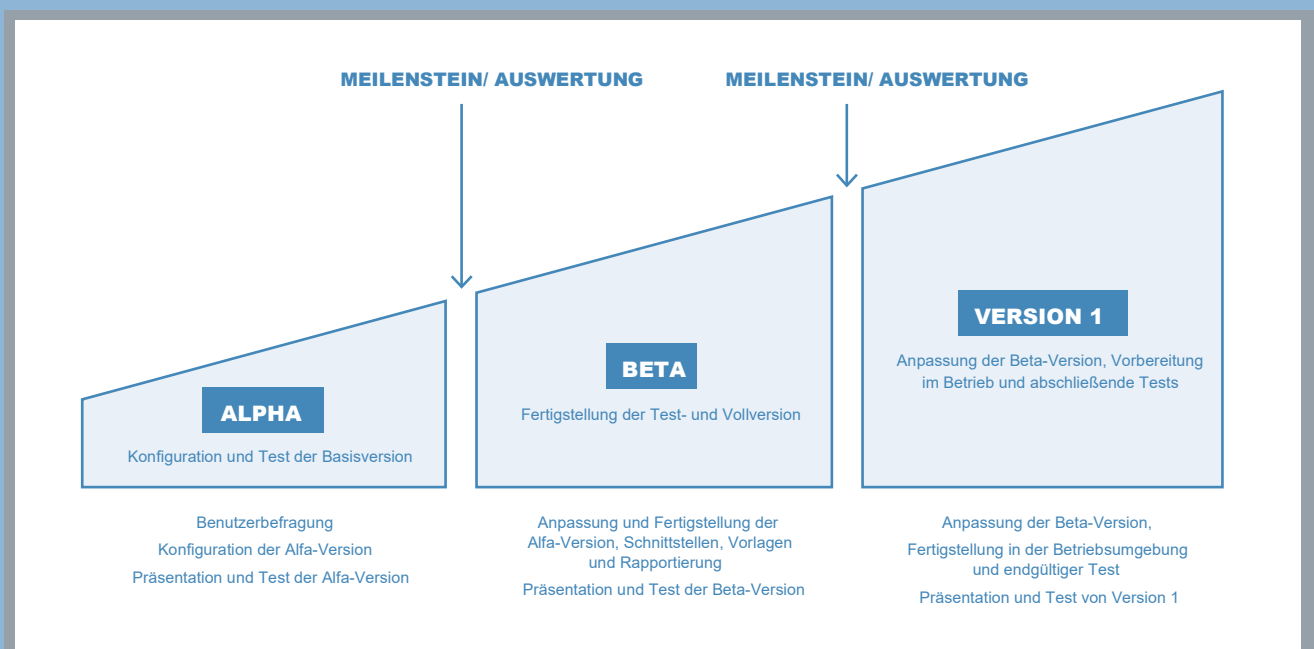 MEILENSTEIN/ AUSWERTUNG
MEILENSTEIN/ AUSWERTUNG
ALPHA
Konfiguration und Test der Basisversion
BETA
Fertigstellung der Test- und Vollversion
VERSION 1
Anpassung der Beta-Version, Vorbereitung
im Betrieb und abschließende Tests
Benutzerbefragung
Konfiguration der Alfa-Version
Präsentation und Test der Alfa-Version
Anpassung und Fertigstellung der
Alfa-Version, Schnittstellen, Vorlagen
und Rapportierung
Präsentation und Test der Beta-Version
Anpassung der Beta-Version,
Fertigstellung in der Betriebsumgebung
und endgültiger Test
Präsentation und Test von Version 1